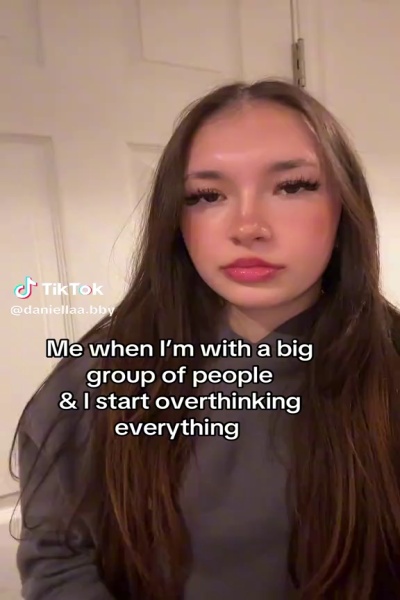 TikTok
@daniellaa.bby
Me when I'm with a big
group of people
& I start overthinking
everything